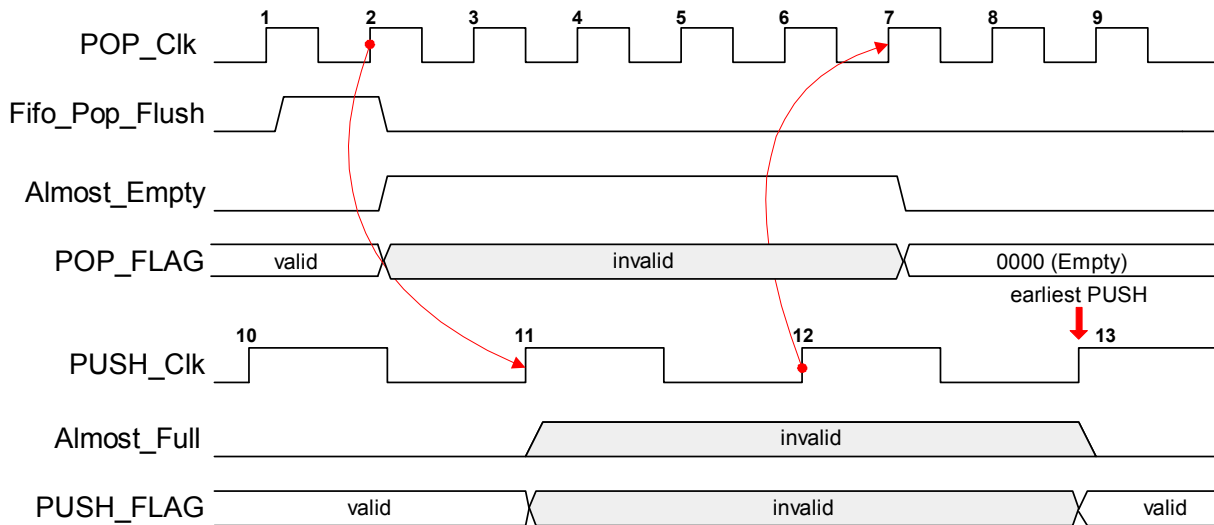 1 2 3 4 5 6 7 8 9
POP_Clk
Fifo_Pop_Flush
Almost_Empty
POP_FLAG valid invalid 0000 (Empty)
earliest PUSH
10 11 12 13
PUSH_Clk
Almost_Full invalid
PUSH_FLAG valid invalid valid